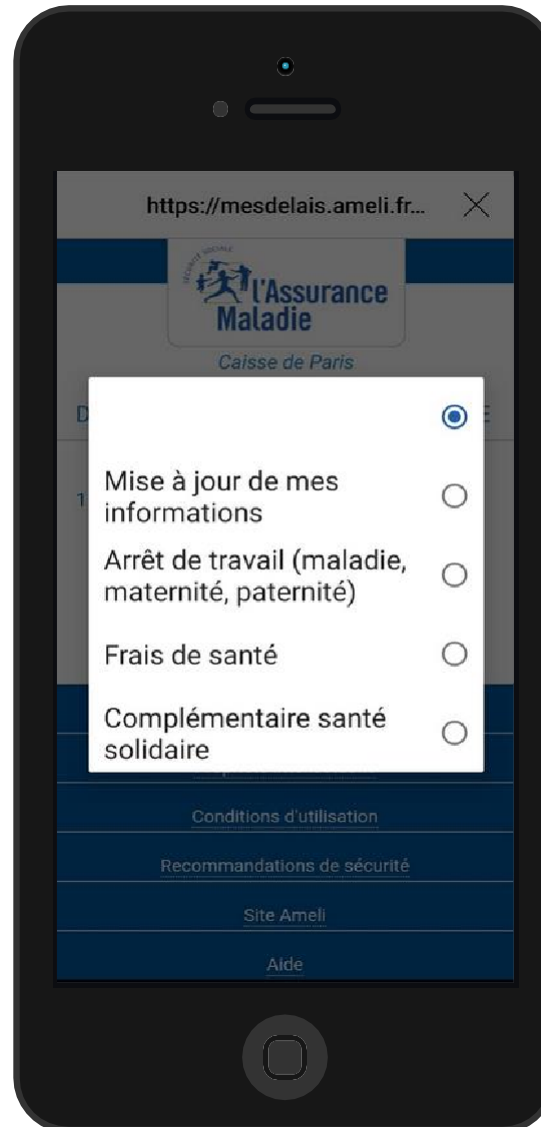 https://mesdelais.ameli.fr...
SÉCURITÉ SOCIALE
l'Assurance
Maladie
Caisse de Paris
D
1
Mise à jour de mes
informations
Arrêt de travail (maladie,
maternité, paternité)
Frais de santé
Complémentaire santé
solidaire
Conditions d'utilisation
Recommandations de sécurité
Site Ameli
Aide